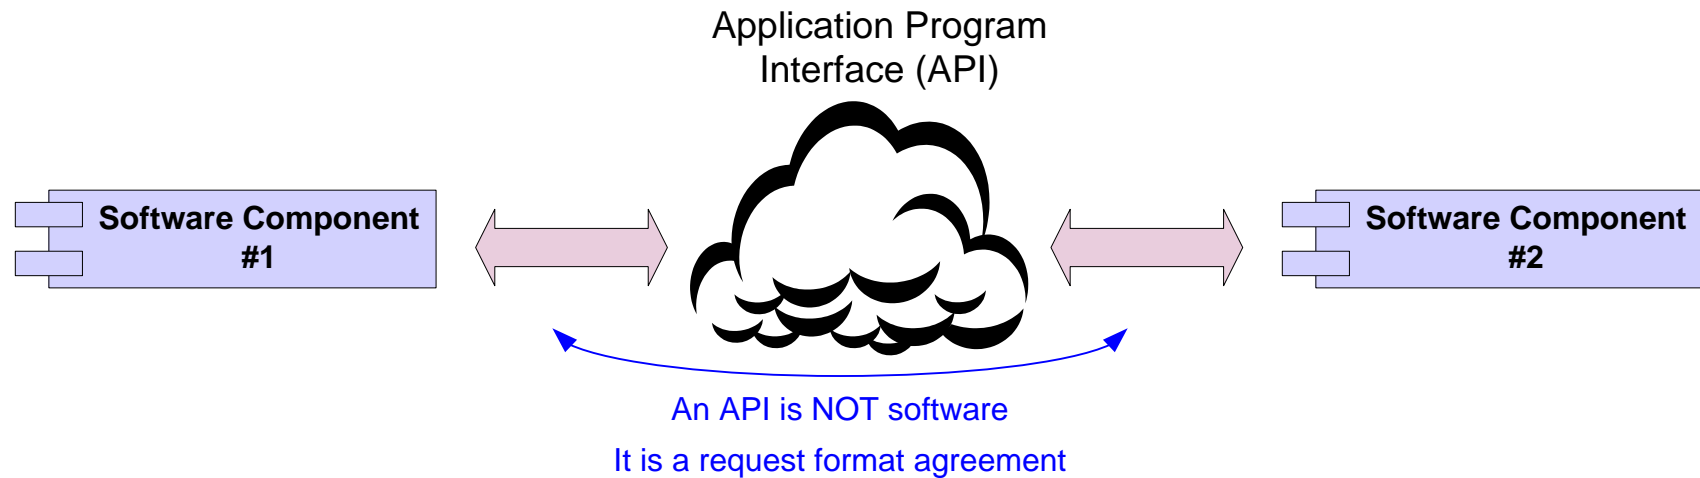 Application Program
Interface (API)
Software Component
#1
Software Component
#2
An API is NOT software
It is a request format agreement